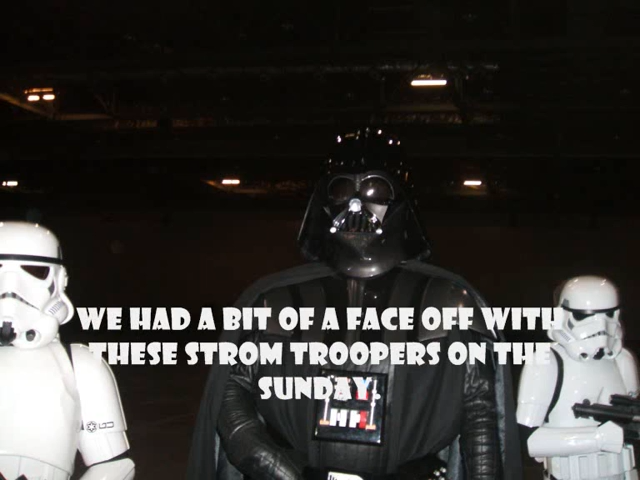 WE HAD A BIT OF A FACE OFF WITH
THESE STROM TROOPERS ON THE
SUNDAY.